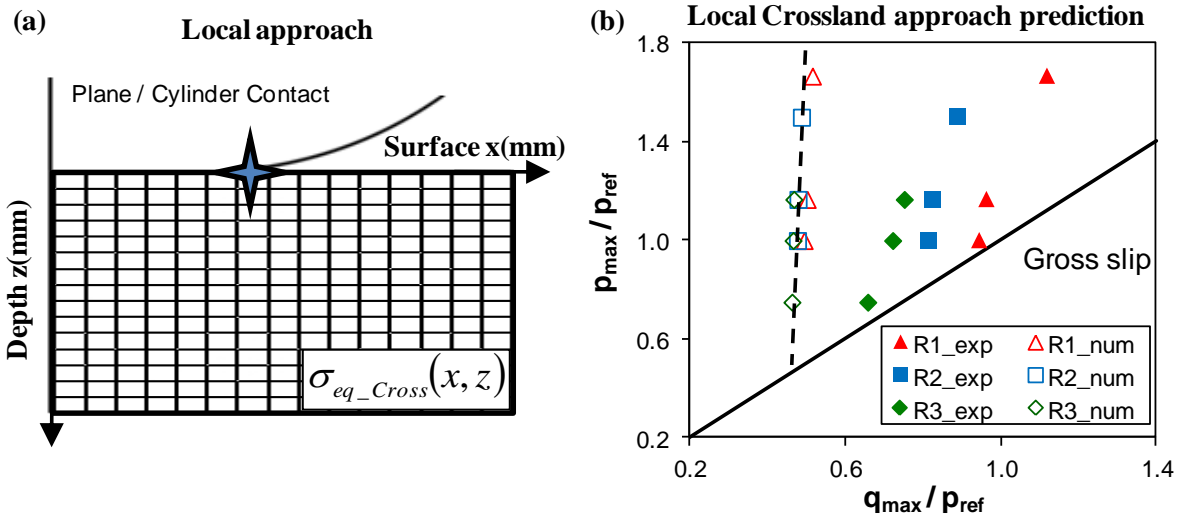 (a)
Local approach
Plane / Cylinder Contact
Surface x(mm)
Depth z(mm)
σeq_Cross(x, z)
(b)
Local Crossland approach prediction
1.8
1.4
1.0
0.6
0.2
pmax / pref
Gross slip
R1_exp R1_num
R2_exp R2_num
R3_exp R3_num
0.2 0.6 1.0 1.4
qmax / pref